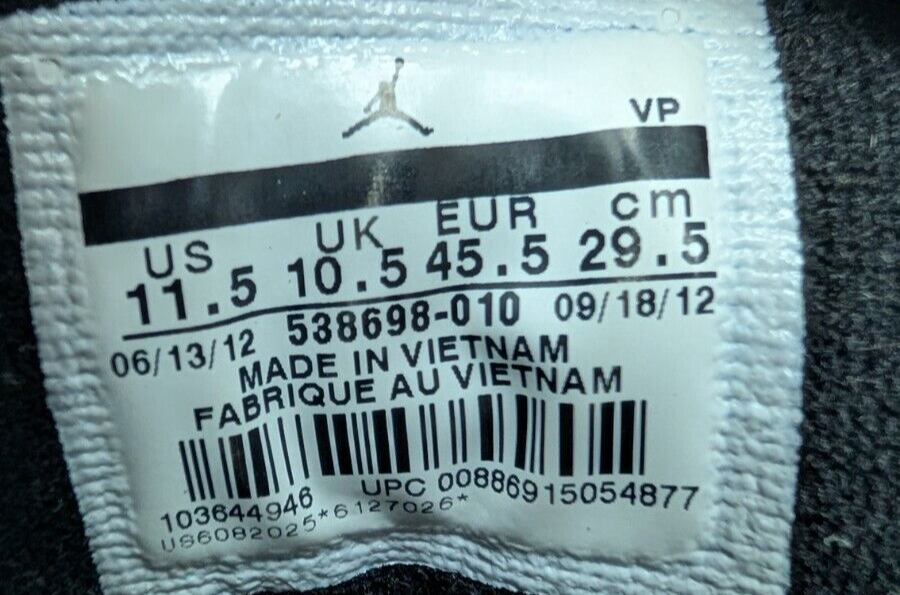 VP
US UK EUR cm
11.5 10.5 45.5 29.5
06/13/12 538698-010 09/18/12
MADE IN VIETNAM
FABRIQUE AU VIETNAM
103644946 UPC 00886915054877
US6082025*6127026*